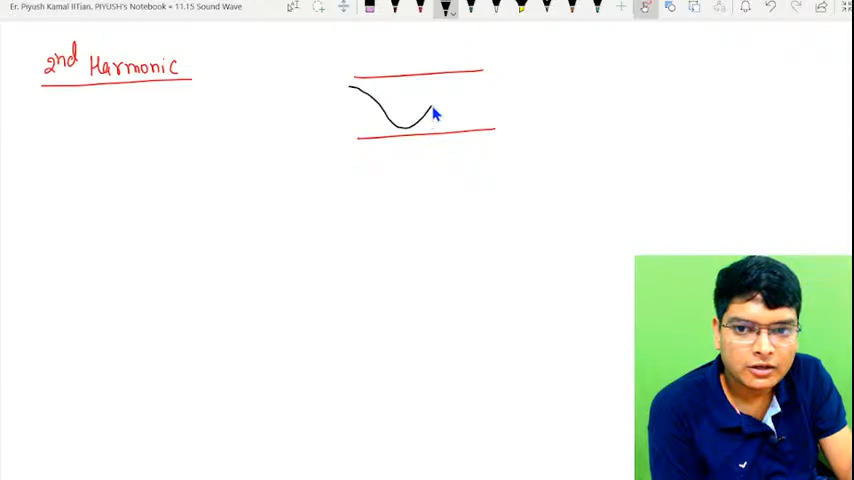 Er. Piyush Kamal IITian. PIYUSH's Notebook » 11.15 Sound Wave
2nd Harmonic